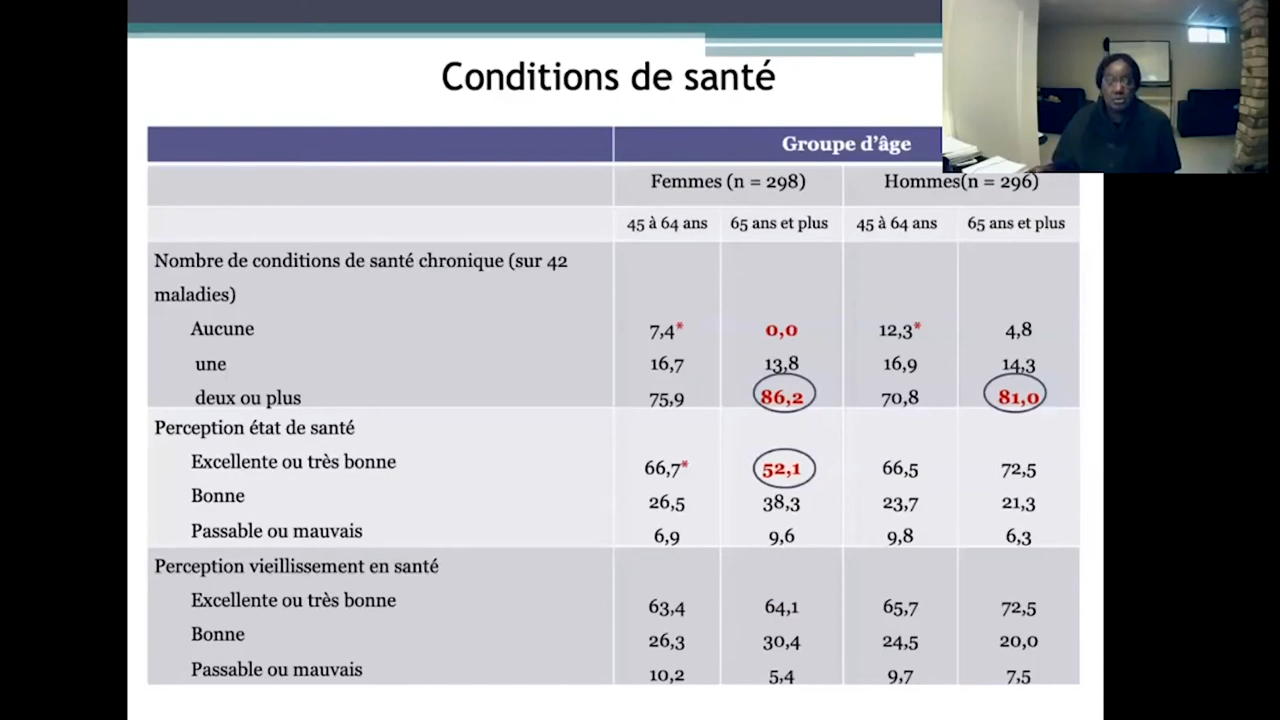 Conditions de santé
Groupe d'âge
Femmes (n = 298) Hommes(n = 296)
45 à 64 ans 65 ans et plus 45 à 64 ans 65 ans et plus
Nombre de conditions de santé chronique (sur 42
maladies)
Aucune 7,4* 0,0 12,3* 4,8
une 16,7 13,8 16,9 14,3
deux ou plus 75,9 86,2 70,8 81,0
Perception état de santé
Excellente ou très bonne 66,7* 52,1 66,5 72,5
Bonne 26,5 38,3 23,7 21,3
Passable ou mauvais 6,9 9,6 9,8 6,3
Perception vieillissement en santé
Excellente ou très bonne 63,4 64,1 65,7 72,5
Bonne 26,3 30,4 24,5 20,0
Passable ou mauvais 10,2 5,4 9,7 7,5